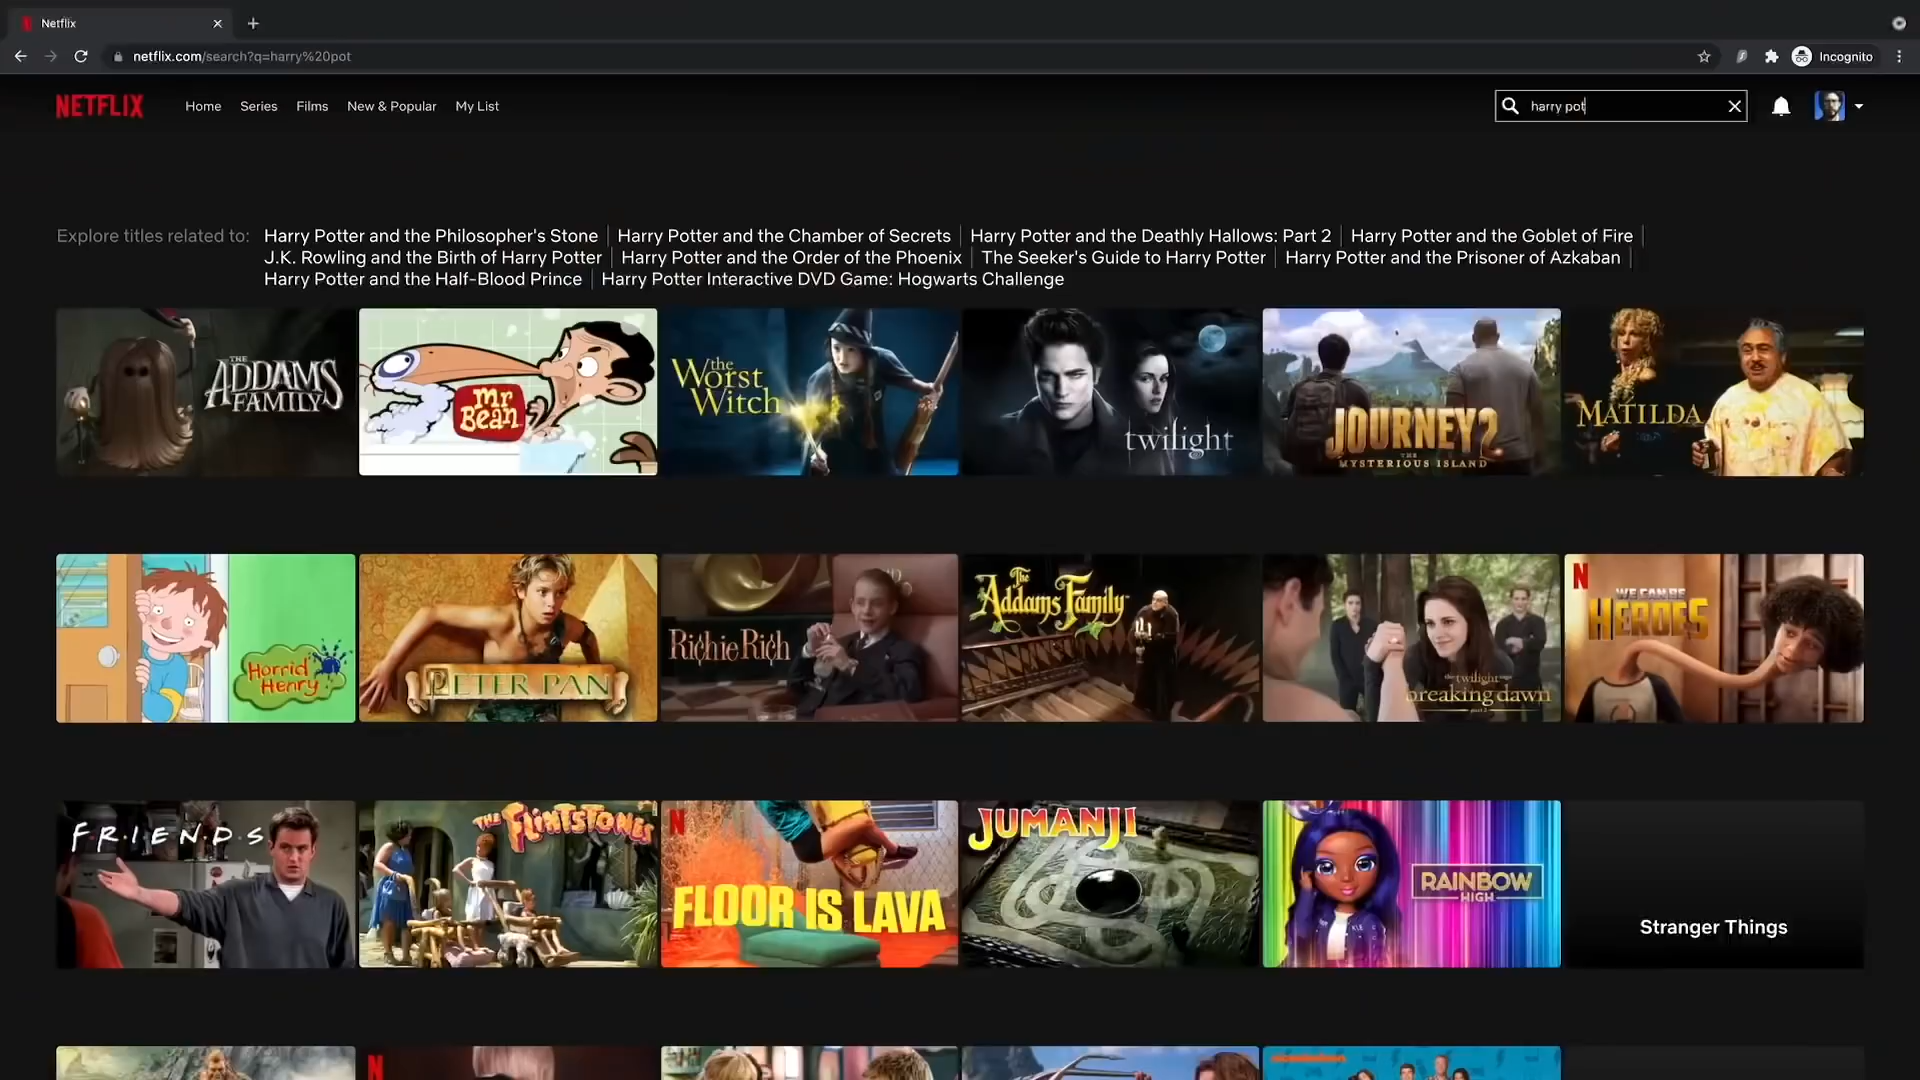 Netflix
netflix.com/search?q=harry%20pot
Incognito
NETFLIX
Home
Series
Films
New & Popular
My List
harry pot
Explore titles related to:
Harry Potter and the Philosopher's Stone
Harry Potter and the Chamber of Secrets
Harry Potter and the Deathly Hallows: Part 2
Harry Potter and the Goblet of Fire
J.K. Rowling and the Birth of Harry Potter
Harry Potter and the Order of the Phoenix
The Seeker's Guide to Harry Potter
Harry Potter and the Prisoner of Azkaban
Harry Potter and the Half-Blood Prince
Harry Potter Interactive DVD Game: Hogwarts Challenge
THE
ADDAMS
FAMILY
mr
Bean
the
Worst
Witch
twilight
JOURNEY 2
THE
MYSTERIOUS ISLAND
MATILDA
Horrid
Henry
PETER PAN
Richie Rich
The
Addams Family
the twilight saga
breaking dawn
part 2
N
WE CAN BE
HEROES
F·R·I·E·N·D·S
THE FLINTSTONES
N
FLOOR IS LAVA
JUMANJI
RAINBOW
HIGH
Stranger Things
N
nickelodeon